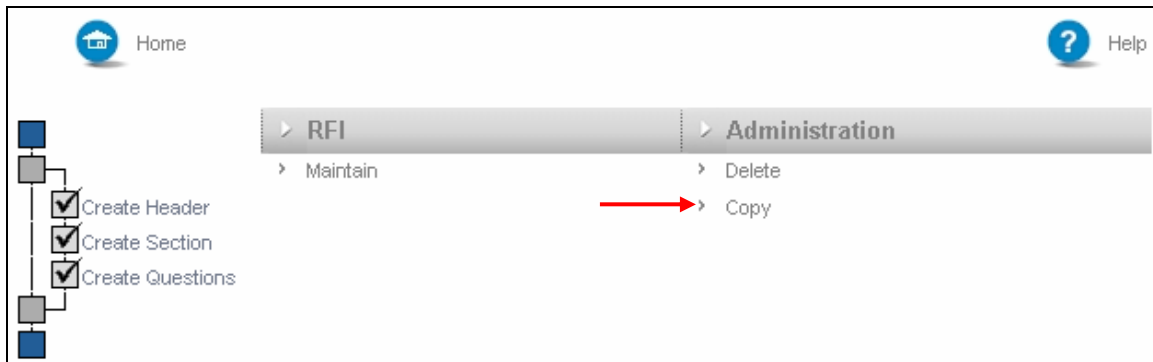 Home
? Help
RFI
Administration
Maintain
Delete
Copy
Create Header
Create Section
Create Questions